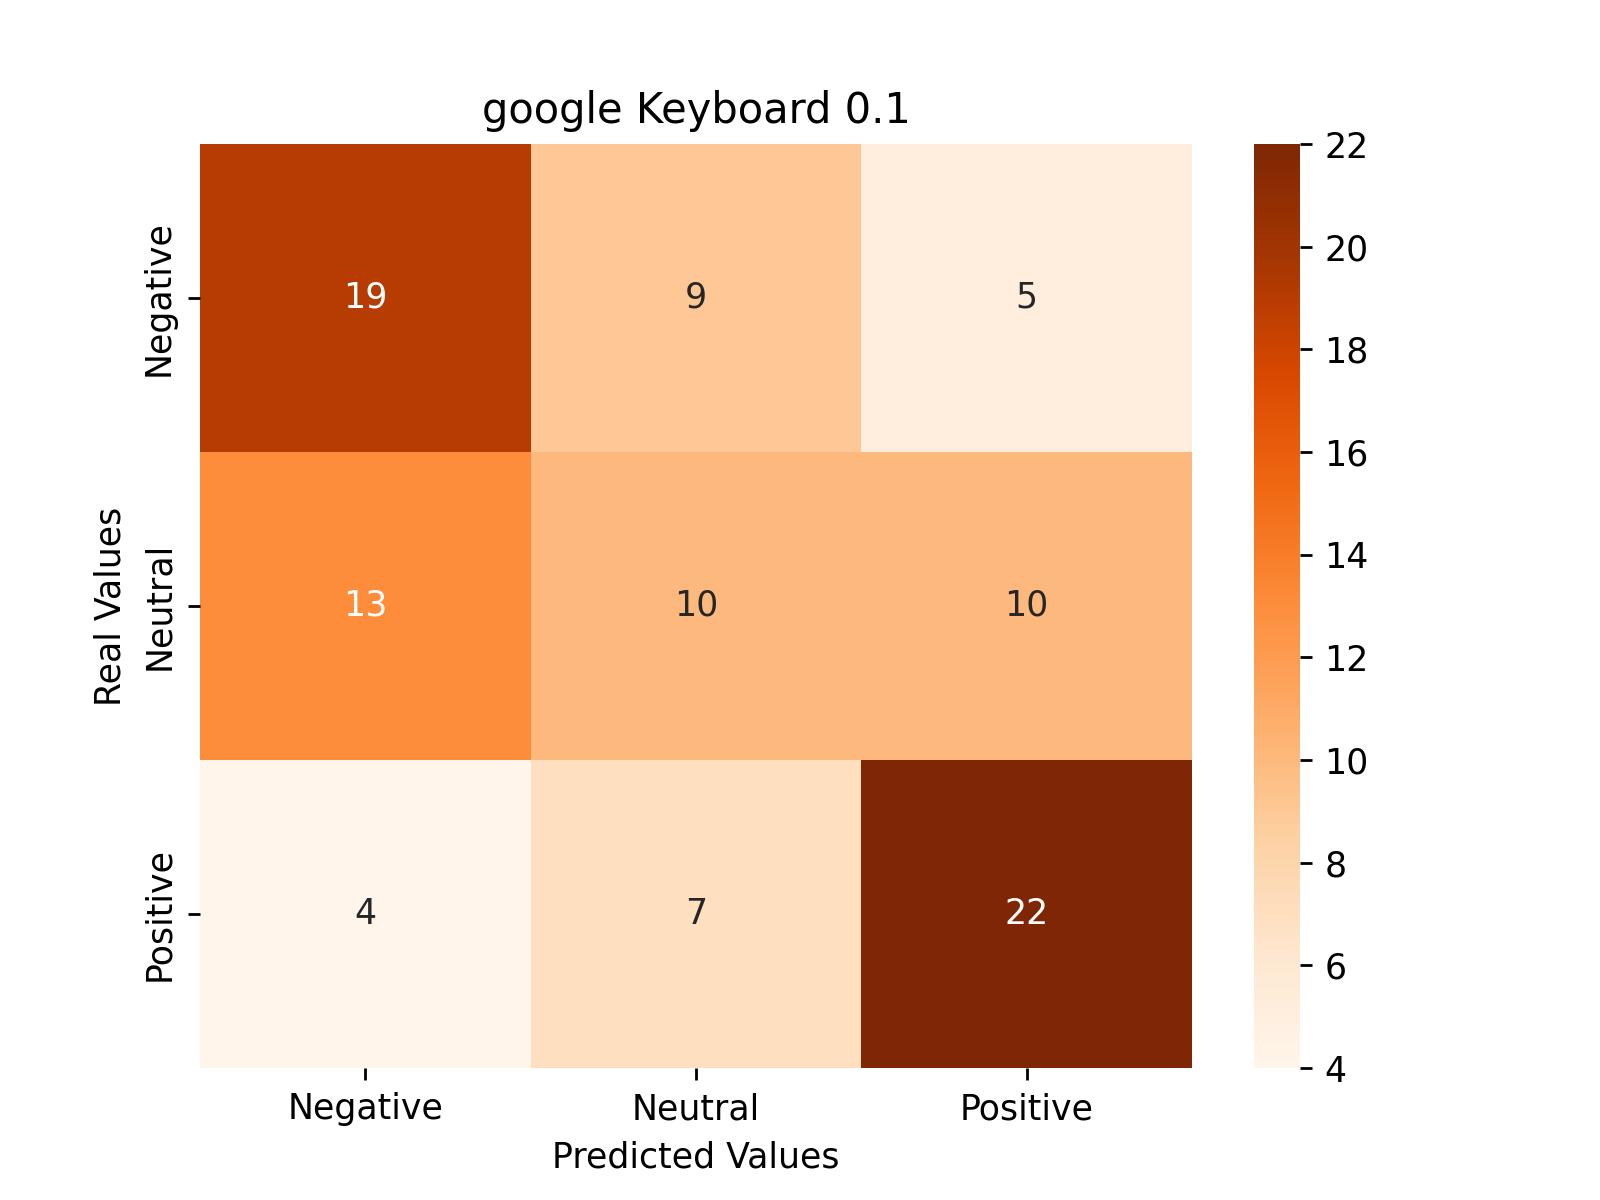 google Keyboard 0.1
Real Values
Negative
Neutral
Positive
19 9 5
13 10 10
4 7 22
Negative Neutral Positive
Predicted Values
22
20
18
16
14
12
10
8
6
4